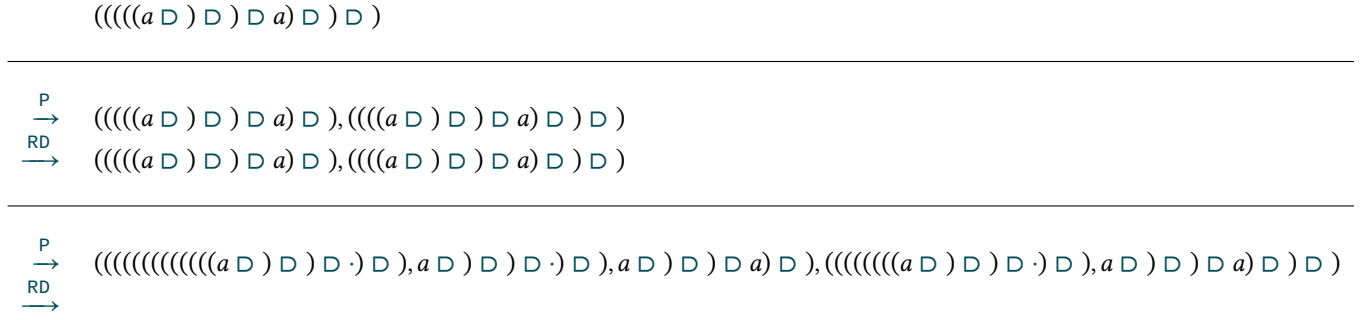 (((((a ⊃ ) ⊃ ) ⊃ a) ⊃ ) ⊃ )
P
→ (((((a ⊃ ) ⊃ ) ⊃ a) ⊃ ), ((((a ⊃ ) ⊃ ) ⊃ a) ⊃ ) ⊃ )
RD
→ (((((a ⊃ ) ⊃ ) ⊃ a) ⊃ ), ((((a ⊃ ) ⊃ ) ⊃ a) ⊃ ) ⊃ )
P
→ (((((((((((((a ⊃ ) ⊃ ) ⊃ ·) ⊃ ), a ⊃ ) ⊃ ) ⊃ ·) ⊃ ), a ⊃ ) ⊃ ) ⊃ a) ⊃ ), ((((((((a ⊃ ) ⊃ ) ⊃ ·) ⊃ ), a ⊃ ) ⊃ ) ⊃ a) ⊃ ) ⊃ )
RD
→